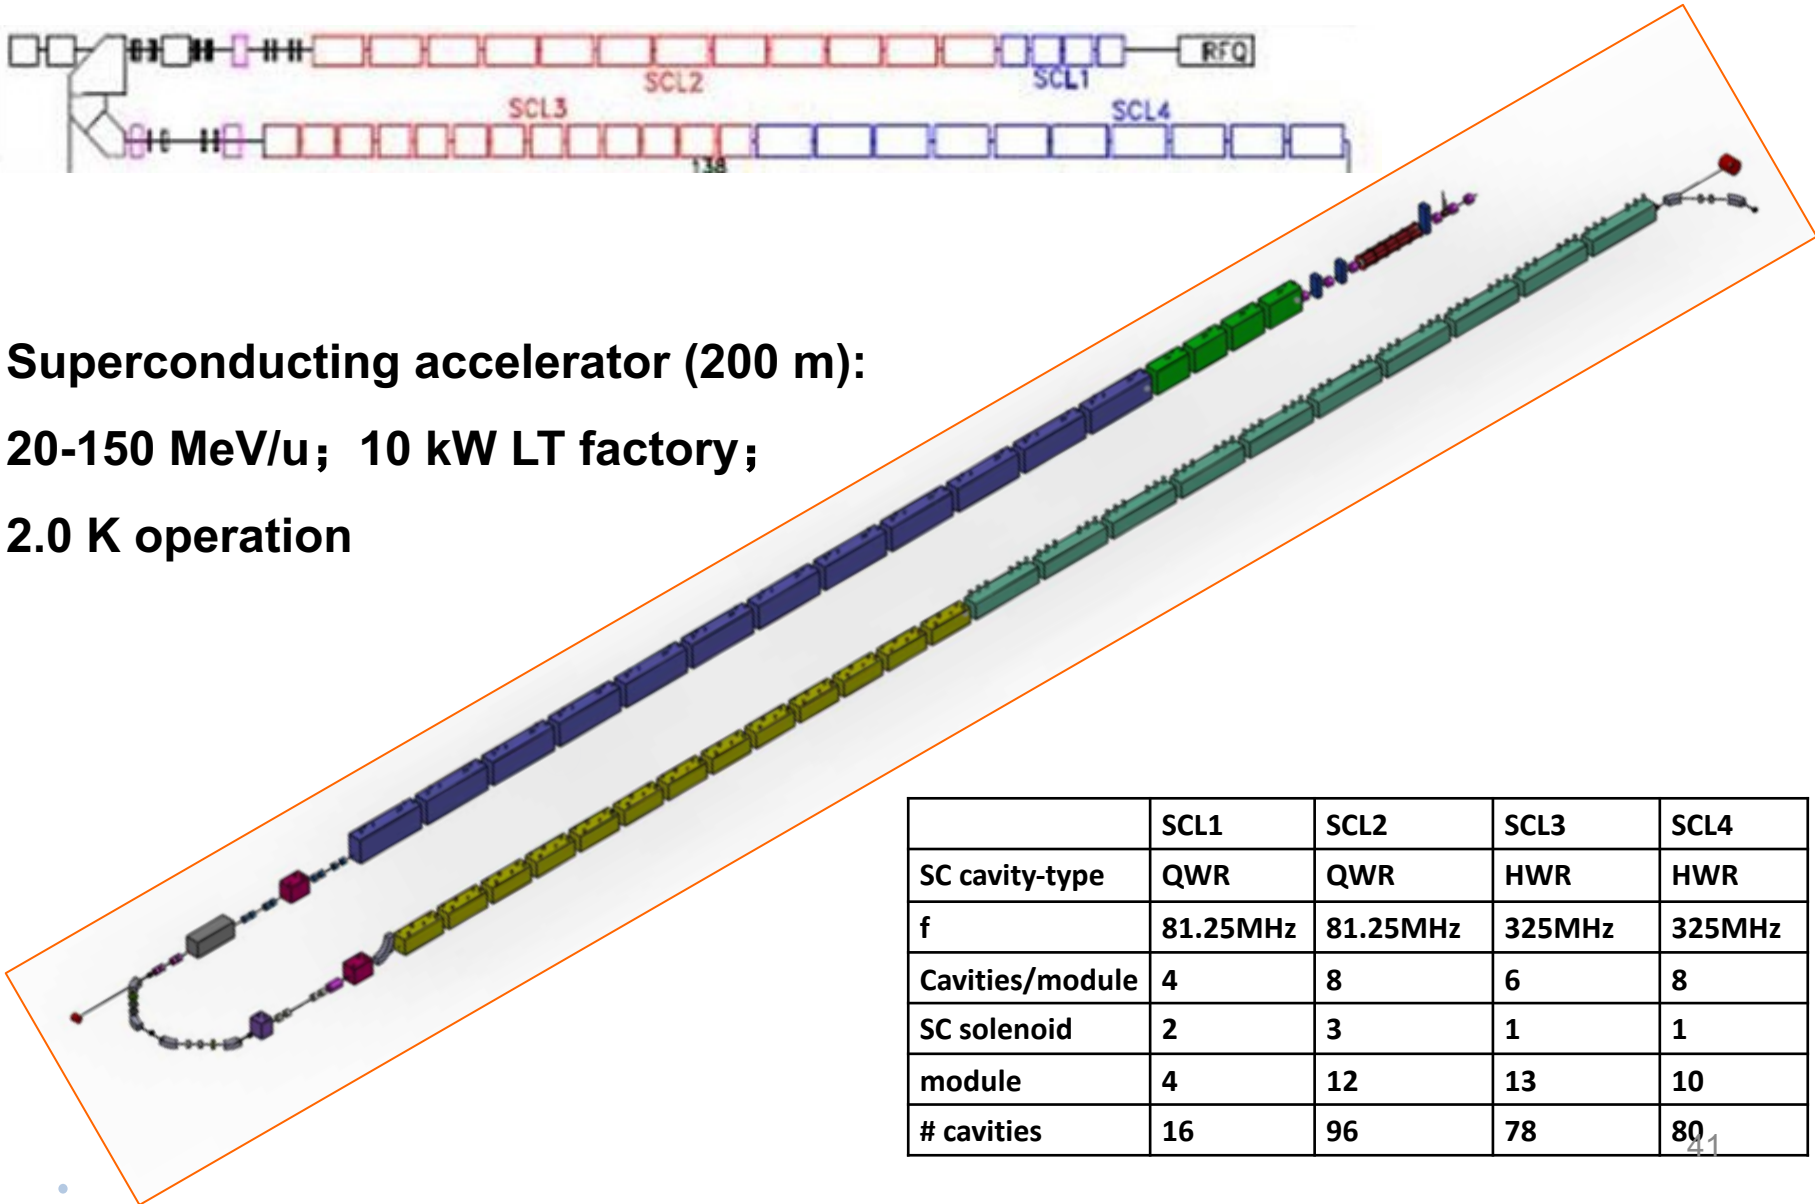 RFQ
SCL2
SCL1
SCL3
SCL4
138
Superconducting accelerator (200 m):
20-150 MeV/u；10 kW LT factory；
2.0 K operation
SCL1 SCL2 SCL3 SCL4
SC cavity-type QWR QWR HWR HWR
f 81.25MHz 81.25MHz 325MHz 325MHz
Cavities/module 4 8 6 8
SC solenoid 2 3 1 1
module 4 12 13 10
# cavities 16 96 78 80
41